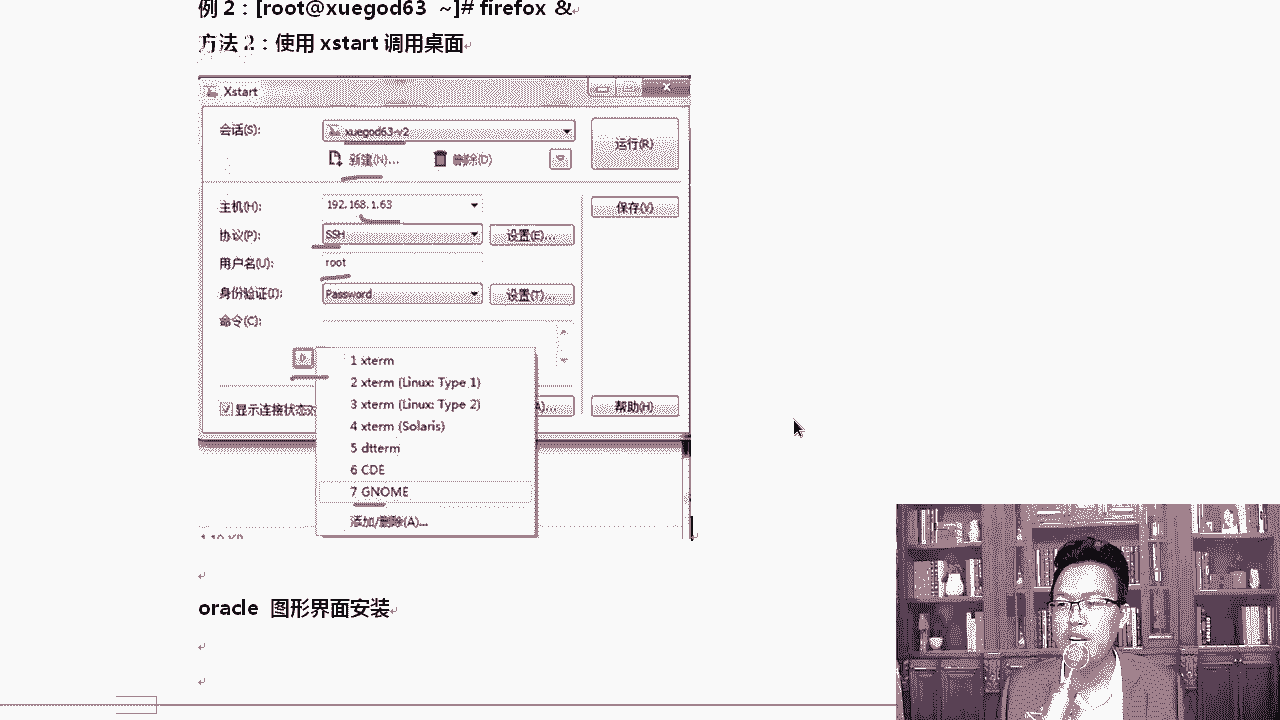 例 2：[root@xuegod63 ~]# firefox &
方法 2：使用 xstart 调用桌面
Xstart
会话(S):
xuegod63-v2
运行(R)
新建(N)...
删除(D)
主机(H):
192.168.1.63
保存(V)
协议(P):
SSH
设置(E)...
用户名(U):
root
身份验证(I):
Password
设置(T)...
命令(C):
1 xterm
2 xterm (Linux: Type 1)
3 xterm (Linux: Type 2)
4 xterm (Solaris)
5 dtterm
6 CDE
7 GNOME
添加/删除(A)...
显示连接状态
帮助(H)
oracle 图形界面安装